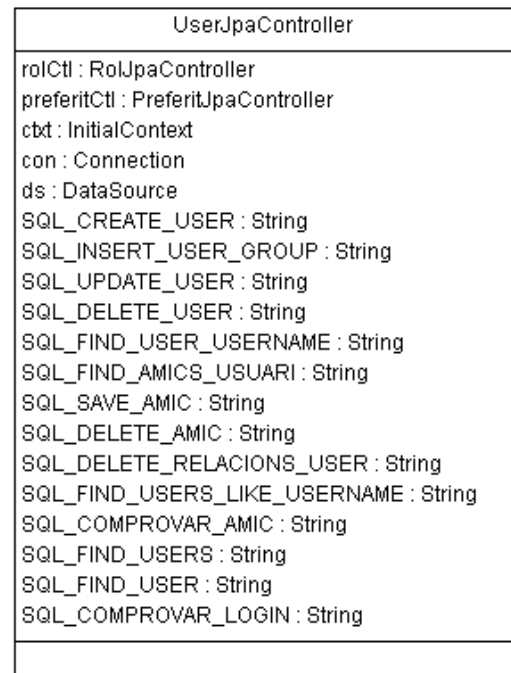 UserJpaController
rolCtl : RolJpaController
preferitCtl : PreferitJpaController
ctxt : InitialContext
con : Connection
ds : DataSource
SQL_CREATE_USER : String
SQL_INSERT_USER_GROUP : String
SQL_UPDATE_USER : String
SQL_DELETE_USER : String
SQL_FIND_USER_USERNAME : String
SQL_FIND_AMICS_USUARI : String
SQL_SAVE_AMIC : String
SQL_DELETE_AMIC : String
SQL_DELETE_RELACIONS_USER : String
SQL_FIND_USERS_LIKE_USERNAME : String
SQL_COMPROVAR_AMIC : String
SQL_FIND_USERS : String
SQL_FIND_USER : String
SQL_COMPROVAR_LOGIN : String